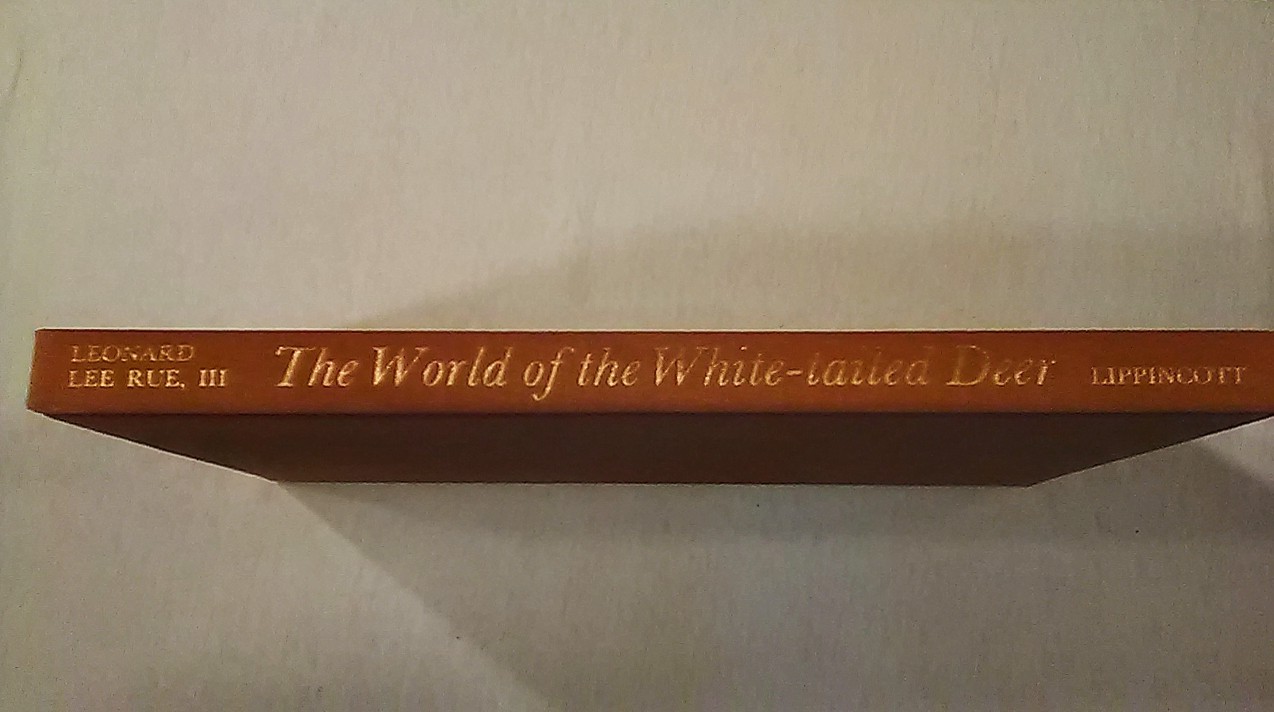 LEONARD
LEE RUE, III
The World of the White-tailed Deer
LIPPINCOTT